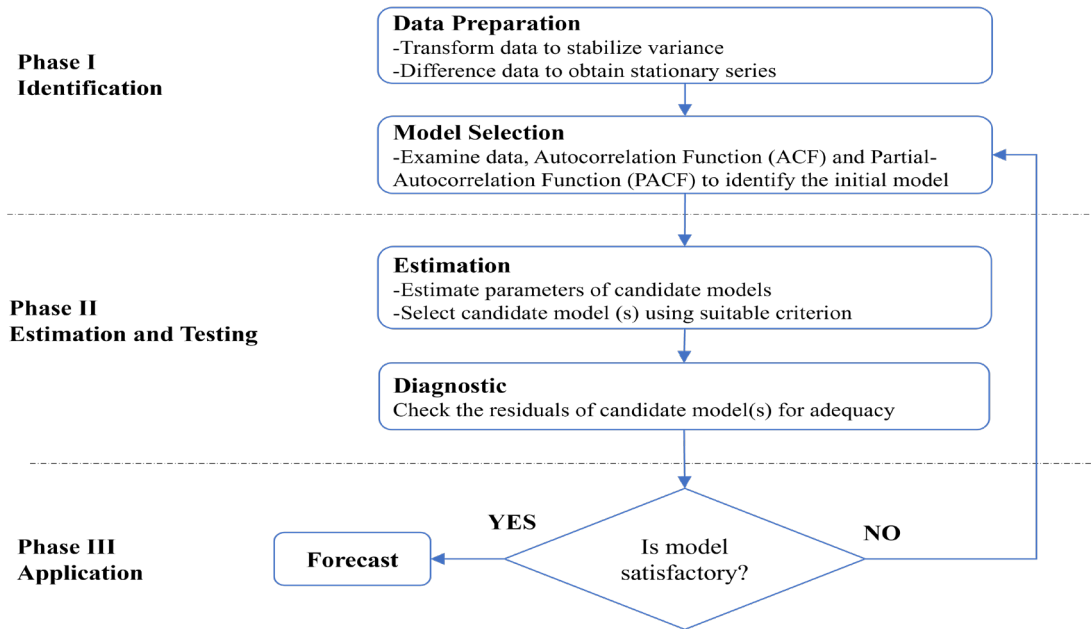 Phase I
Identification
Data Preparation
-Transform data to stabilize variance
-Difference data to obtain stationary series
Model Selection
-Examine data, Autocorrelation Function (ACF) and Partial-
Autocorrelation Function (PACF) to identify the initial model
Phase II
Estimation and Testing
Estimation
-Estimate parameters of candidate models
-Select candidate model (s) using suitable criterion
Diagnostic
Check the residuals of candidate model(s) for adequacy
Phase III
Application
Is model
satisfactory?
YES
Forecast
NO